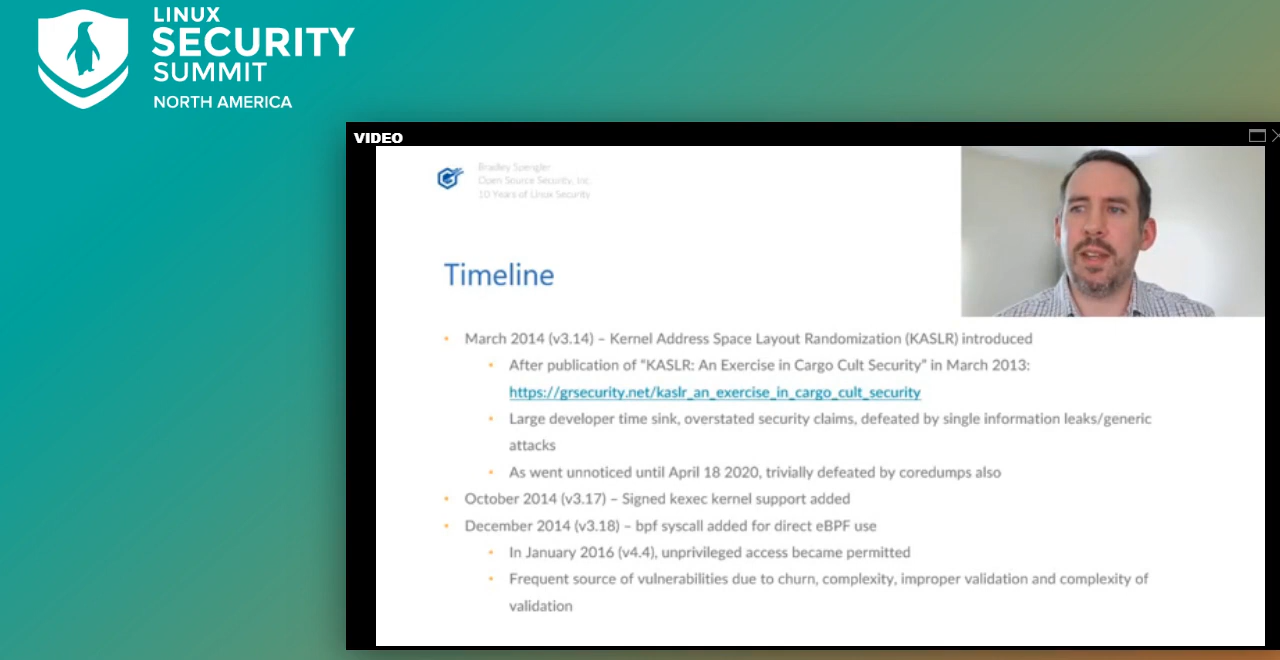 LINUX
SECURITY
SUMMIT
NORTH AMERICA
VIDEO
Bradley Spengler
Open Source Security, Inc.
10 Years of Linux Security
Timeline
• March 2014 (v3.14) – Kernel Address Space Layout Randomization (KASLR) introduced
• After publication of “KASLR: An Exercise in Cargo Cult Security” in March 2013:
https://grsecurity.net/kaslr_an_exercise_in_cargo_cult_security
• Large developer time sink, overstated security claims, defeated by single information leaks/generic
attacks
• As went unnoticed until April 18 2020, trivially defeated by coredumps also
• October 2014 (v3.17) – Signed kexec kernel support added
• December 2014 (v3.18) – bpf syscall added for direct eBPF use
• In January 2016 (v4.4), unprivileged access became permitted
• Frequent source of vulnerabilities due to churn, complexity, improper validation and complexity of
validation